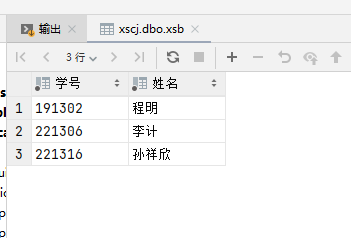 输出 xscj.dbo.xsb
3 行
学号 姓名
1 191302 程明
2 221306 李计
3 221316 孙祥欣